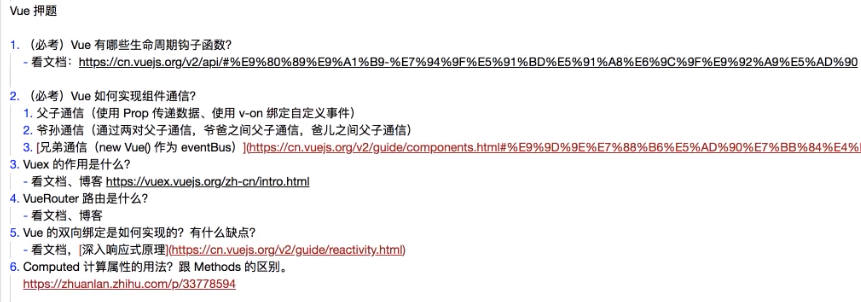 Vue 押题
1. （必考）Vue 有哪些生命周期钩子函数？
- 看文档：https://cn.vuejs.org/v2/api/#%E9%80%89%E9%A1%B9-%E7%94%9F%E5%91%BD%E5%91%A8%E6%9C%9F%E9%92%A9%E5%AD%90
2. （必考）Vue 如何实现组件通信？
1. 父子通信（使用 Prop 传递数据、使用 v-on 绑定自定义事件）
2. 爷孙通信（通过两对父子通信，爷爸之间父子通信，爸儿之间父子通信）
3. [兄弟通信（new Vue() 作为 eventBus）](https://cn.vuejs.org/v2/guide/components.html#%E9%9D%9E%E7%88%B6%E5%AD%90%E7%BB%84%E4%
3. Vuex 的作用是什么？
- 看文档、博客 https://vuex.vuejs.org/zh-cn/intro.html
4. VueRouter 路由是什么？
- 看文档、博客
5. Vue 的双向绑定是如何实现的？有什么缺点？
- 看文档，[深入响应式原理](https://cn.vuejs.org/v2/guide/reactivity.html)
6. Computed 计算属性的用法？跟 Methods 的区别。
https://zhuanlan.zhihu.com/p/33778594